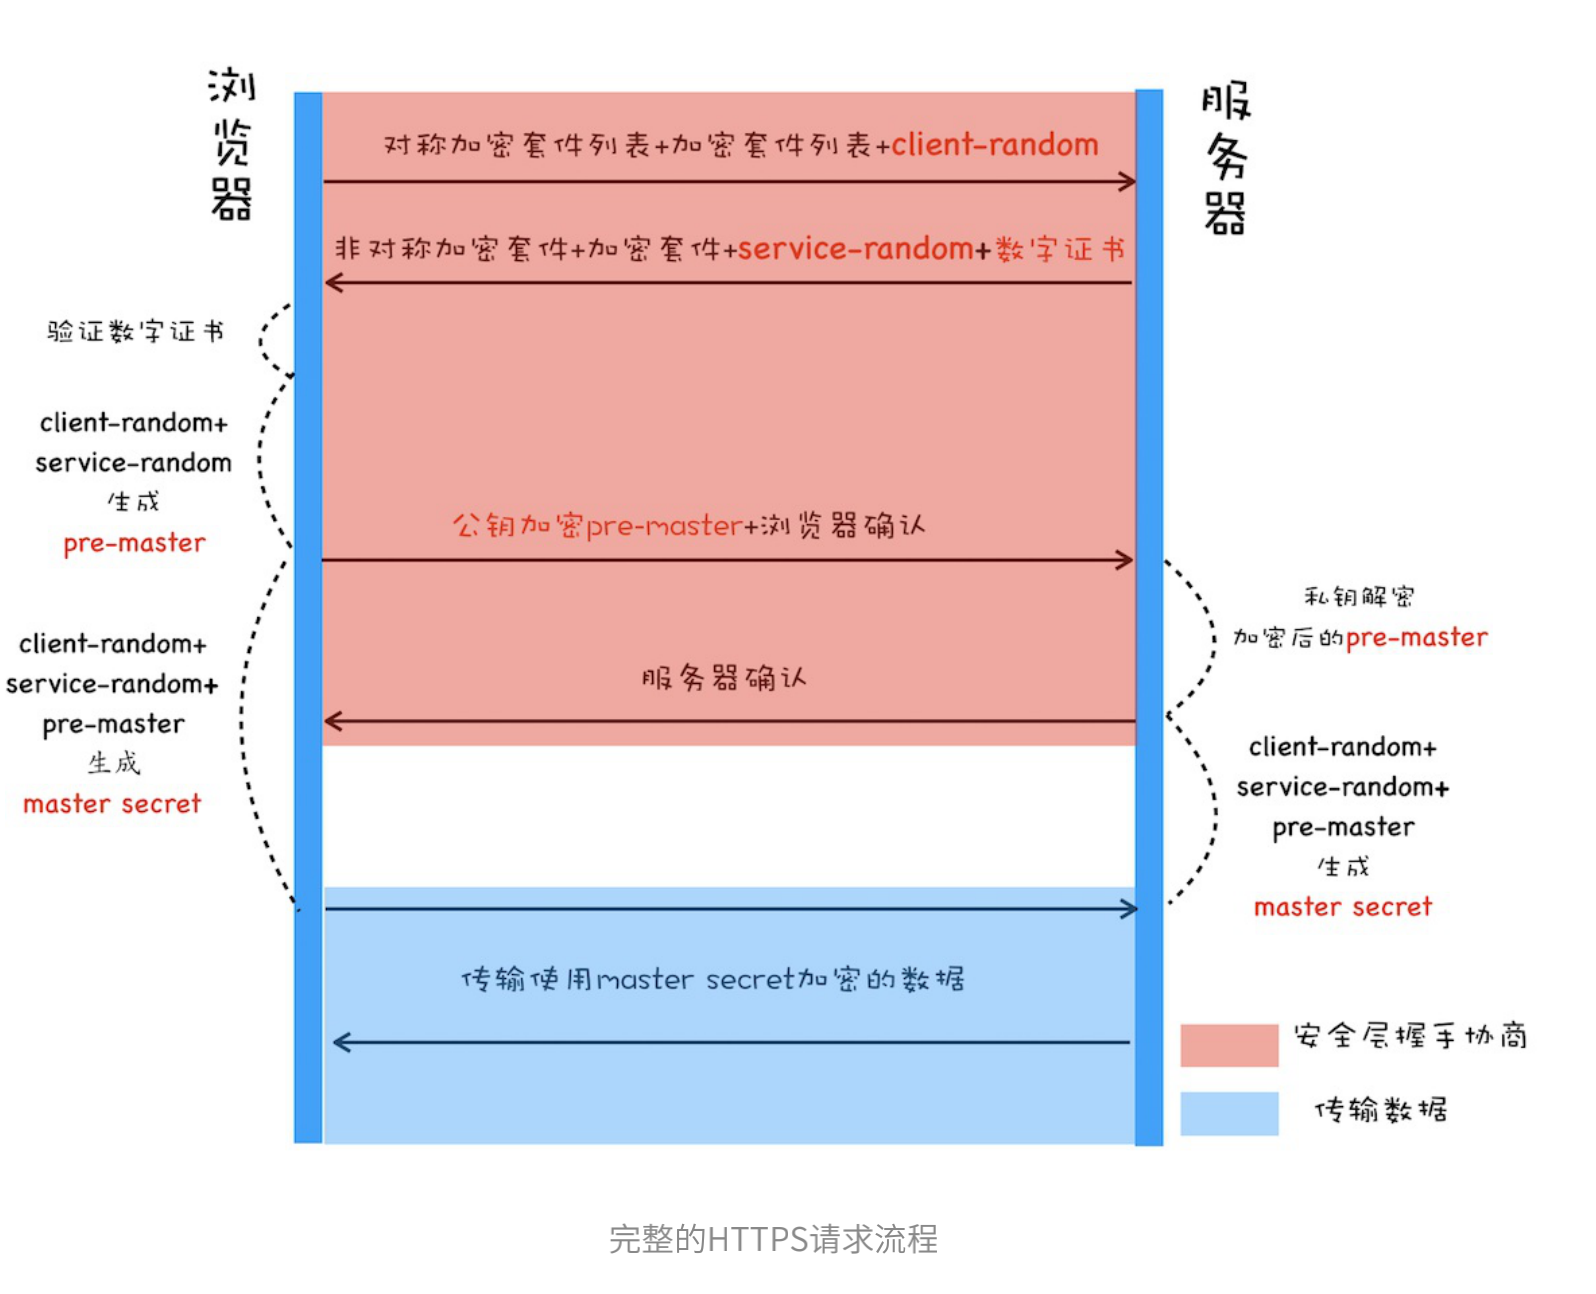 浏览器
服务器
对称加密套件列表+加密套件列表+client-random
非对称加密套件+加密套件+service-random+数字证书
验证数字证书
client-random+
service-random
生成
pre-master
公钥加密pre-master+浏览器确认
私钥解密
加密后的pre-master
client-random+
service-random+
pre-master
生成
master secret
服务器确认
client-random+
service-random+
pre-master
生成
master secret
传输使用master secret加密的数据
安全层握手协商
传输数据
完整的HTTPS请求流程